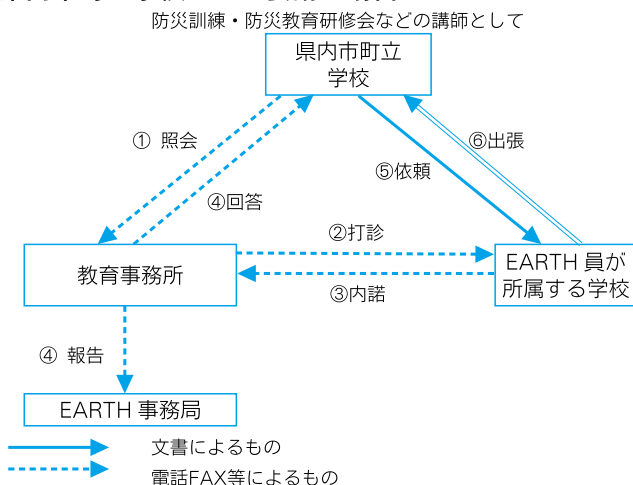 防災訓練・防災教育研修会などの講師として
県内市町立
学校
① 照会
⑥出張
⑤依頼
④回答
②打診
教育事務所
EARTH 員が
所属する学校
③内諾
④ 報告
EARTH 事務局
文書によるもの
電話FAX等によるもの